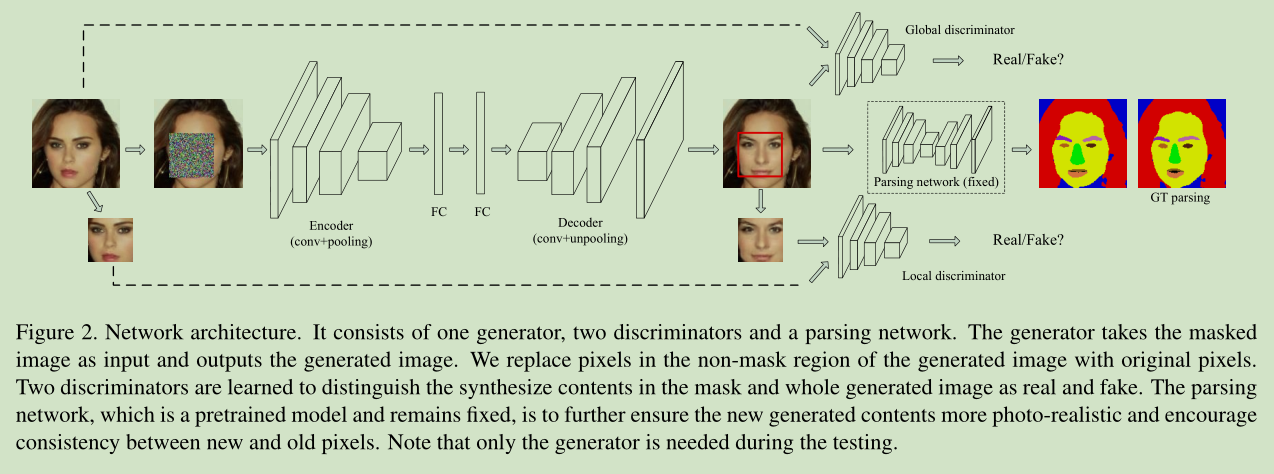 Global discriminator
Real/Fake?
Parsing network (fixed)
GT parsing
FC
FC
Encoder
(conv+pooling)
Decoder
(conv+unpooling)
Real/Fake?
Local discriminator
Figure 2. Network architecture. It consists of one generator, two discriminators and a parsing network. The generator takes the masked
image as input and outputs the generated image. We replace pixels in the non-mask region of the generated image with original pixels.
Two discriminators are learned to distinguish the synthesize contents in the mask and whole generated image as real and fake. The parsing
network, which is a pretrained model and remains fixed, is to further ensure the new generated contents more photo-realistic and encourage
consistency between new and old pixels. Note that only the generator is needed during the testing.